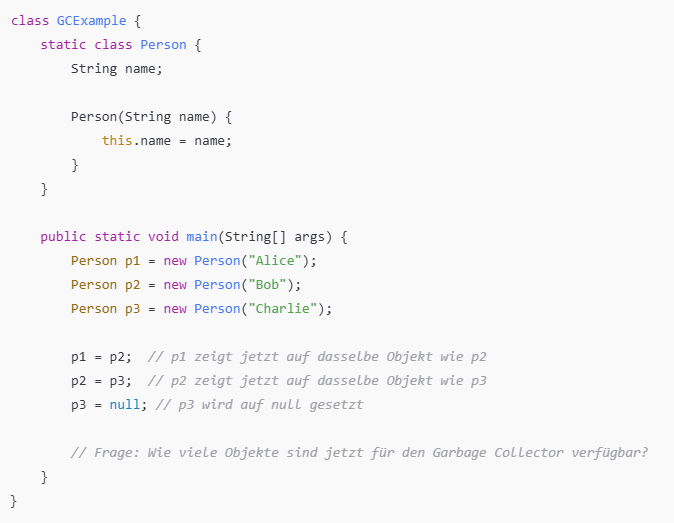 class GCExample {
    static class Person {
        String name;

        Person(String name) {
            this.name = name;
        }
    }

    public static void main(String[] args) {
        Person p1 = new Person("Alice");
        Person p2 = new Person("Bob");
        Person p3 = new Person("Charlie");

        p1 = p2;  // p1 zeigt jetzt auf dasselbe Objekt wie p2
        p2 = p3;  // p2 zeigt jetzt auf dasselbe Objekt wie p3
        p3 = null; // p3 wird auf null gesetzt

        // Frage: Wie viele Objekte sind jetzt für den Garbage Collector verfügbar?
    }
}